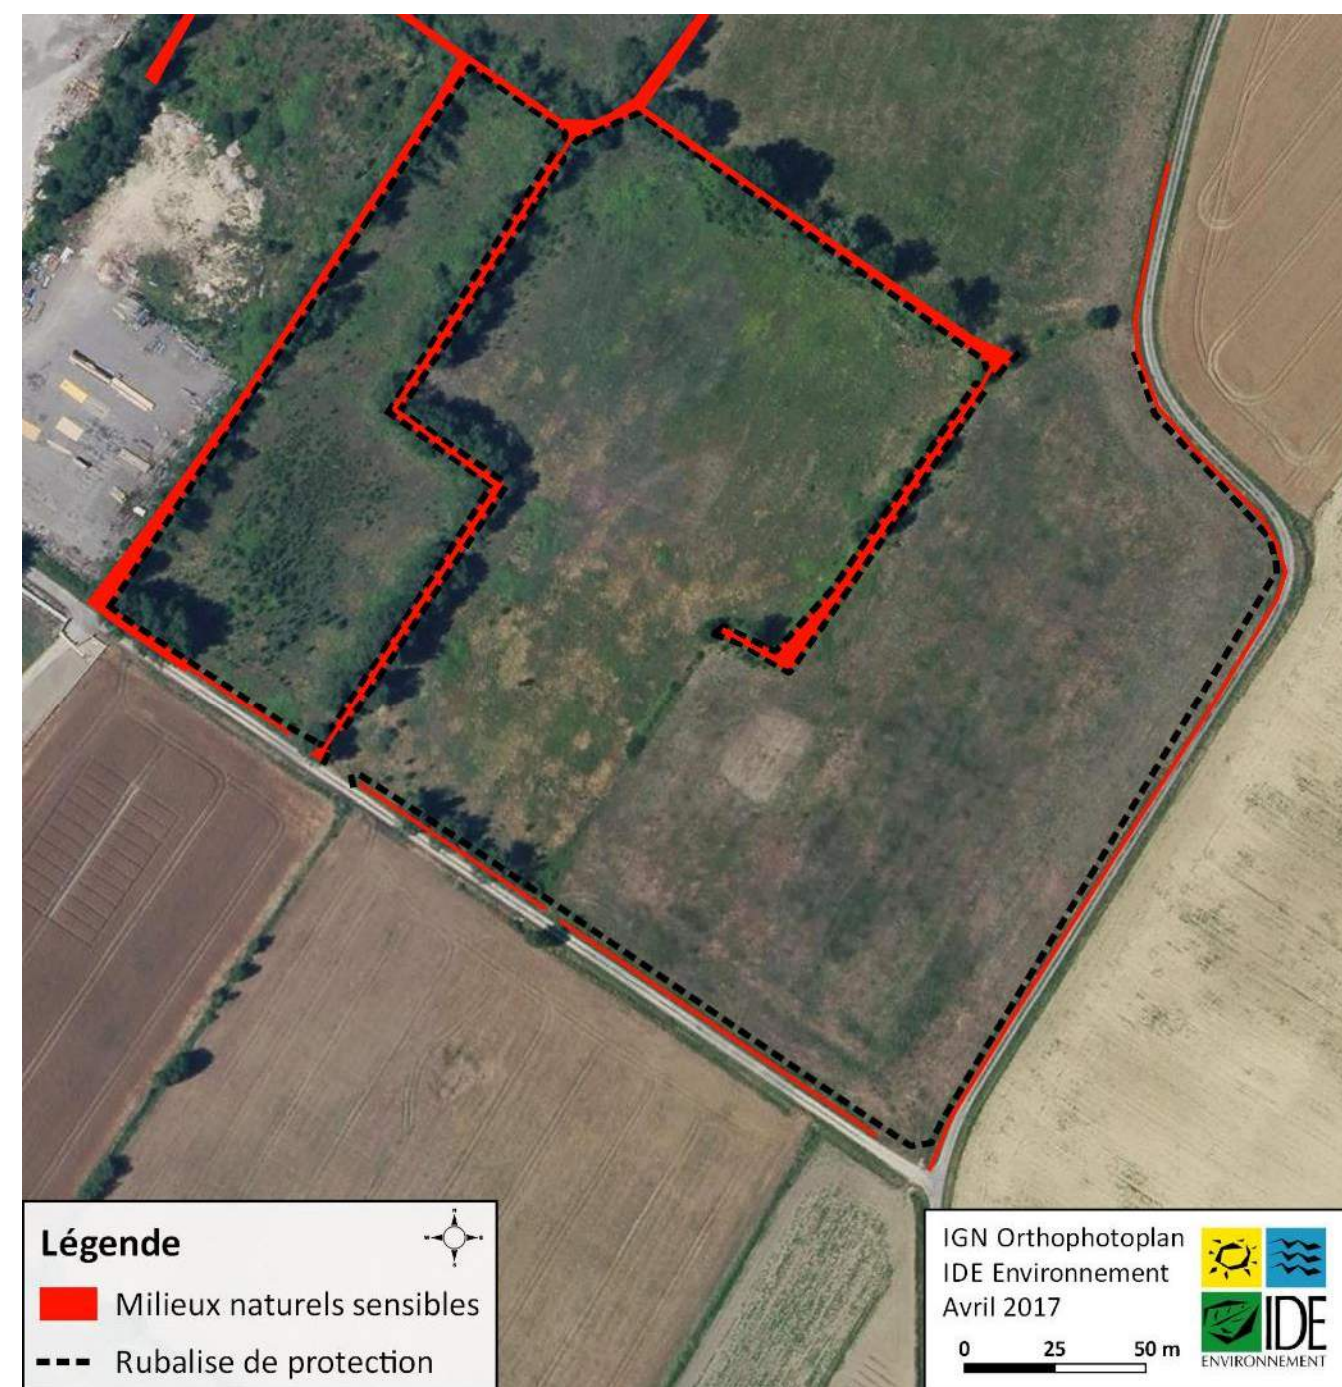 Légende
Milieux naturels sensibles
Rubalise de protection
IGN Orthophotoplan
IDE Environnement
Avril 2017
0 25 50 m
IDE
ENVIRONNEMENT